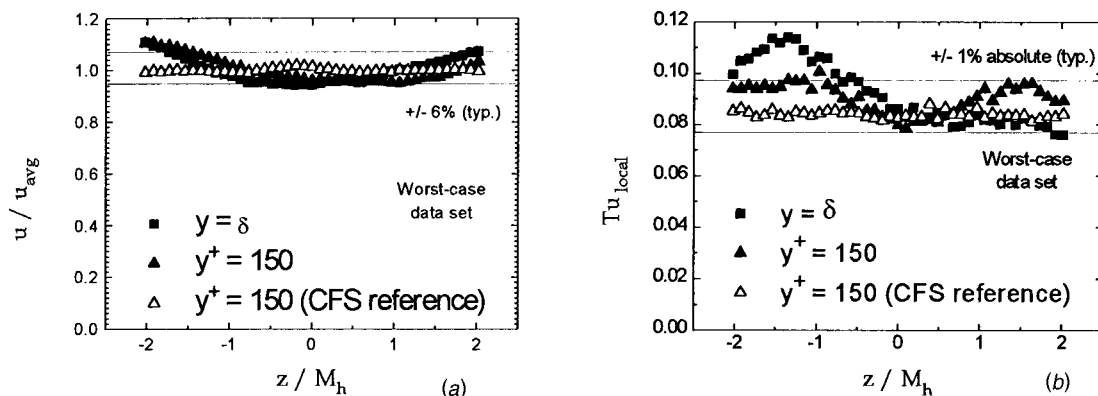 1.2
1.0
0.8
0.6
0.4
0.2
0.0
u / u_avg
+/- 6% (typ.)
Worst-case
data set
y = δ
y⁺ = 150
y⁺ = 150 (CFS reference)
-2 -1 0 1 2
z / M_h
(a)
0.12
0.10
0.08
0.06
0.04
0.02
0.00
Tu_local
+/- 1% absolute (typ.)
Worst-case
data set
y = δ
y⁺ = 150
y⁺ = 150 (CFS reference)
-2 -1 0 1 2
z / M_h
(b)